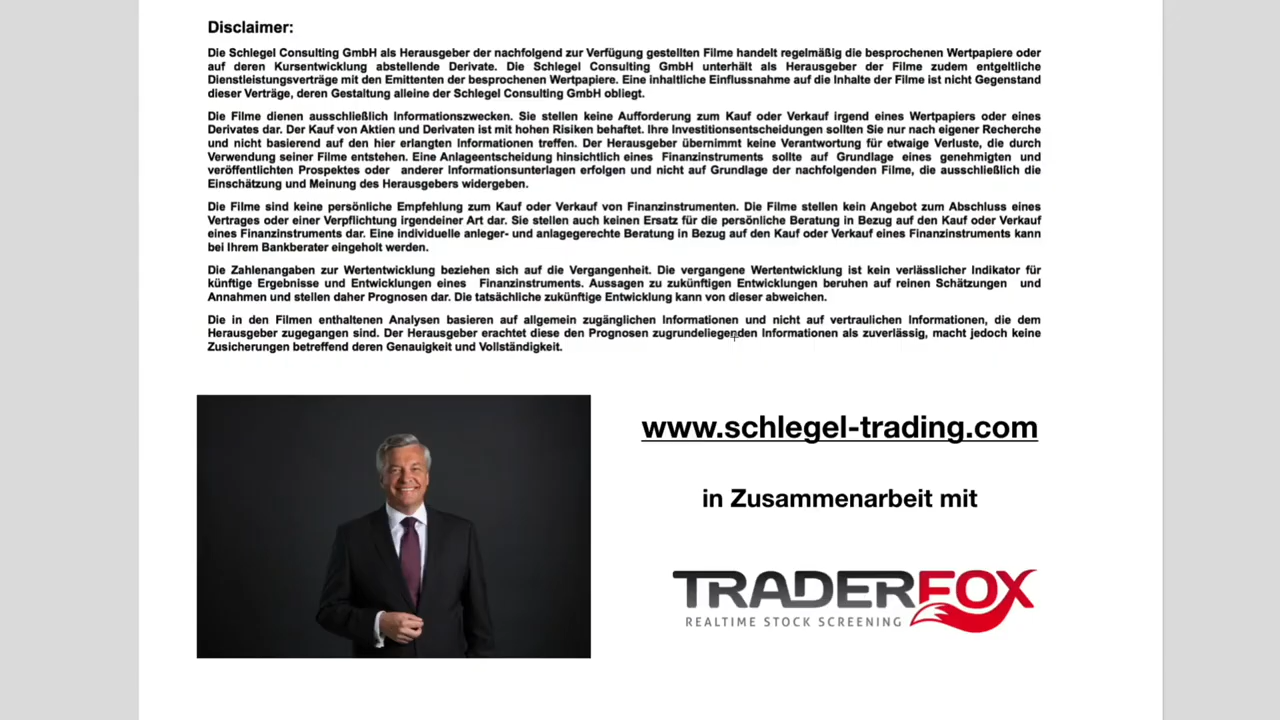 Disclaimer:
Die Schlegel Consulting GmbH als Herausgeber der nachfolgend zur Verfügung gestellten Filme handelt regelmäßig die besprochenen Wertpapiere oder
auf deren Kursentwicklung abstellende Derivate. Die Schlegel Consulting GmbH unterhält als Herausgeber der Filme zudem entgeltliche
Dienstleistungsverträge mit den Emittenten der besprochenen Wertpapiere. Eine inhaltliche Einflussnahme auf die Inhalte der Filme ist nicht Gegenstand
dieser Verträge, deren Gestaltung alleine der Schlegel Consulting GmbH obliegt.
Die Filme dienen ausschließlich Informationszwecken. Sie stellen keine Aufforderung zum Kauf oder Verkauf irgend eines Wertpapiers oder eines
Derivates dar. Der Kauf von Aktien und Derivaten ist mit hohen Risiken behaftet. Ihre Investitionsentscheidungen sollten Sie nur nach eigener Recherche
und nicht basierend auf den hier erlangten Informationen treffen. Der Herausgeber übernimmt keine Verantwortung für etwaige Verluste, die durch
Verwendung seiner Filme entstehen. Eine Anlageentscheidung hinsichtlich eines Finanzinstruments sollte auf Grundlage eines genehmigten und
veröffentlichten Prospektes oder anderer Informationsunterlagen erfolgen und nicht auf Grundlage der nachfolgenden Filme, die ausschließlich die
Einschätzung und Meinung des Herausgebers widergeben.
Die Filme sind keine persönliche Empfehlung zum Kauf oder Verkauf von Finanzinstrumenten. Die Filme stellen kein Angebot zum Abschluss eines
Vertrages oder einer Verpflichtung irgendeiner Art dar. Sie stellen auch keinen Ersatz für die persönliche Beratung in Bezug auf den Kauf oder Verkauf
eines Finanzinstruments dar. Eine individuelle anleger- und anlagegerechte Beratung in Bezug auf den Kauf oder Verkauf eines Finanzinstruments kann
bei Ihrem Bankberater eingeholt werden.
Die Zahlenangaben zur Wertentwicklung beziehen sich auf die Vergangenheit. Die vergangene Wertentwicklung ist kein verlässlicher Indikator für
künftige Ergebnisse und Entwicklungen eines Finanzinstruments. Aussagen zu zukünftigen Entwicklungen beruhen auf reinen Schätzungen und
Annahmen und stellen daher Prognosen dar. Die tatsächliche zukünftige Entwicklung kann von dieser abweichen.
Die in den Filmen enthaltenen Analysen basieren auf allgemein zugänglichen Informationen und nicht auf vertraulichen Informationen, die dem
Herausgeber zugegangen sind. Der Herausgeber erachtet diese den Prognosen zugrundeliegenden Informationen als zuverlässig, macht jedoch keine
Zusicherungen betreffend deren Genauigkeit und Vollständigkeit.
www.schlegel-trading.com
in Zusammenarbeit mit
TRADERFOX
REALTIME STOCK SCREENING